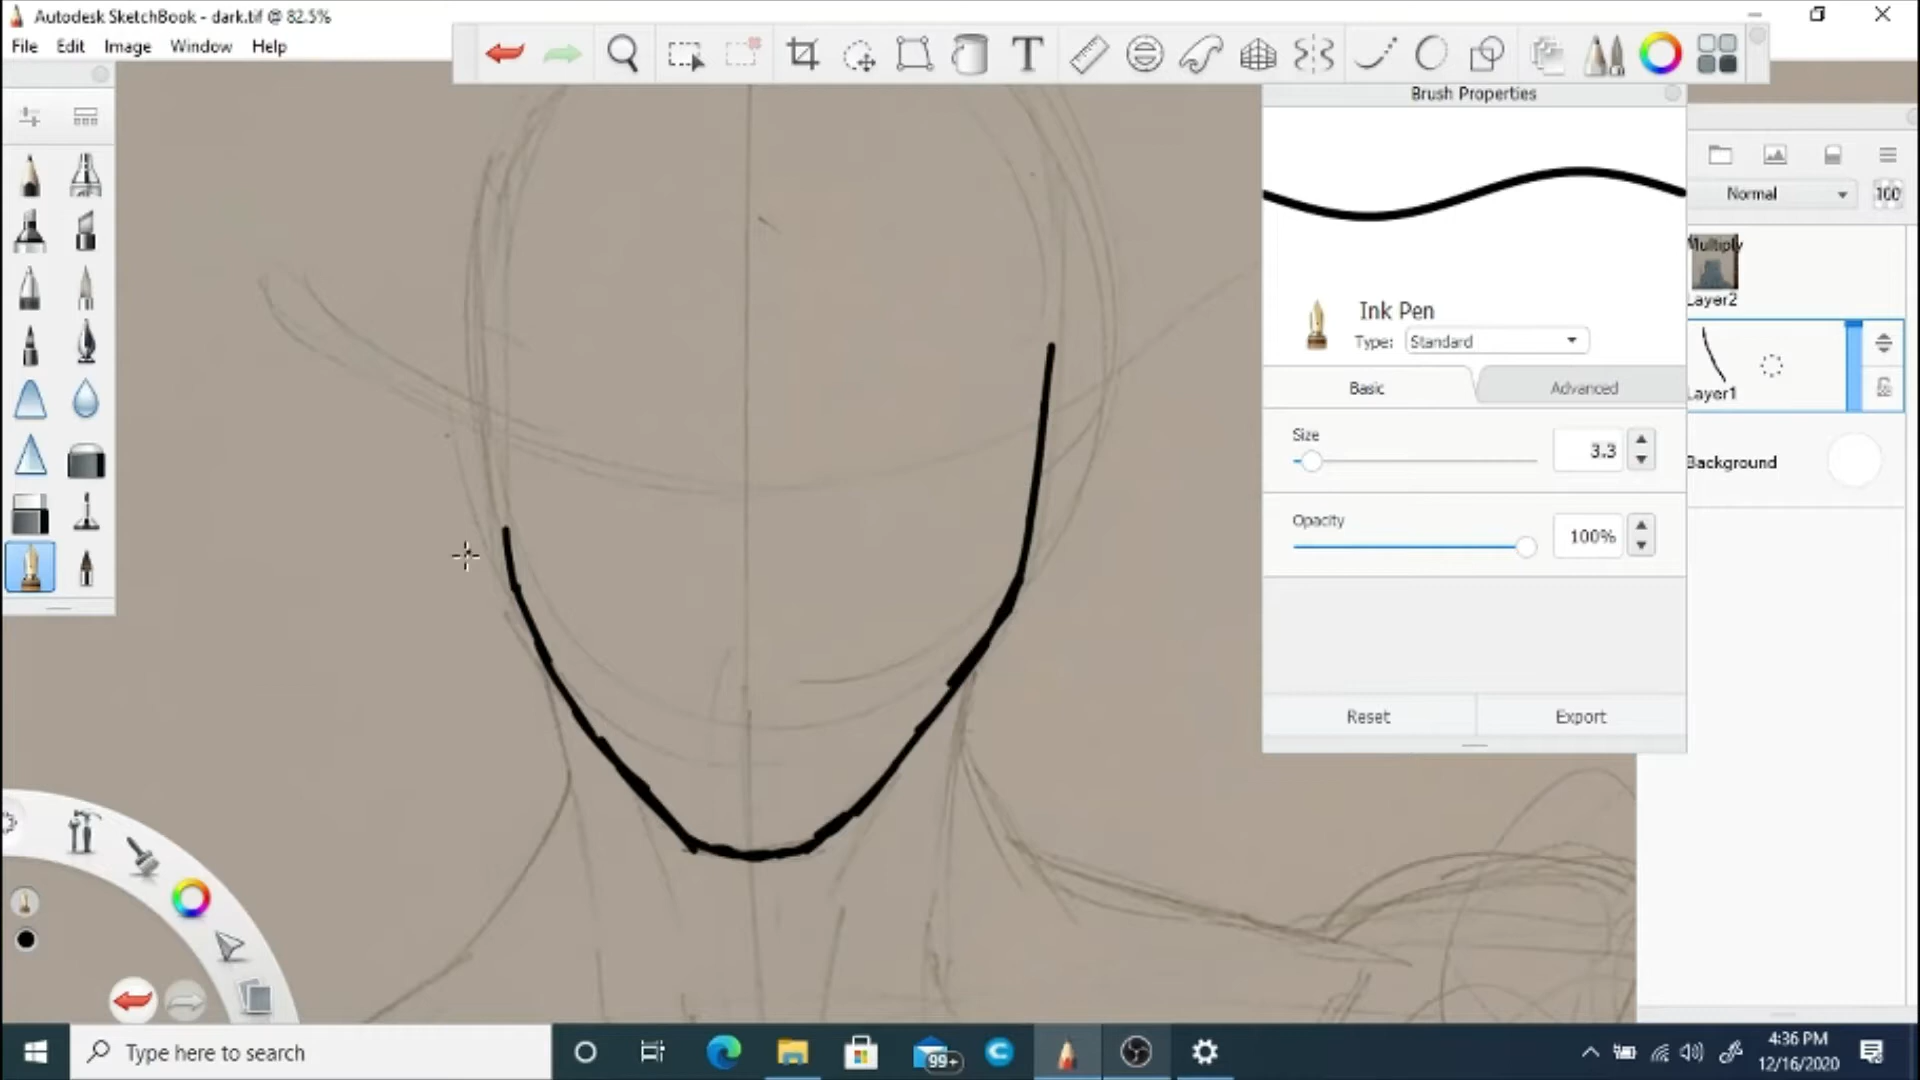 Autodesk SketchBook - dark.tif @ 82.5%
File Edit Image Window Help
T
Brush Properties
Normal 100
Multiply
Layer2
Ink Pen
Type: Standard
Basic Advanced
Layer1
Size 3.3
Background
Opacity 100%
Reset Export
Type here to search
99+
4:36 PM
12/16/2020